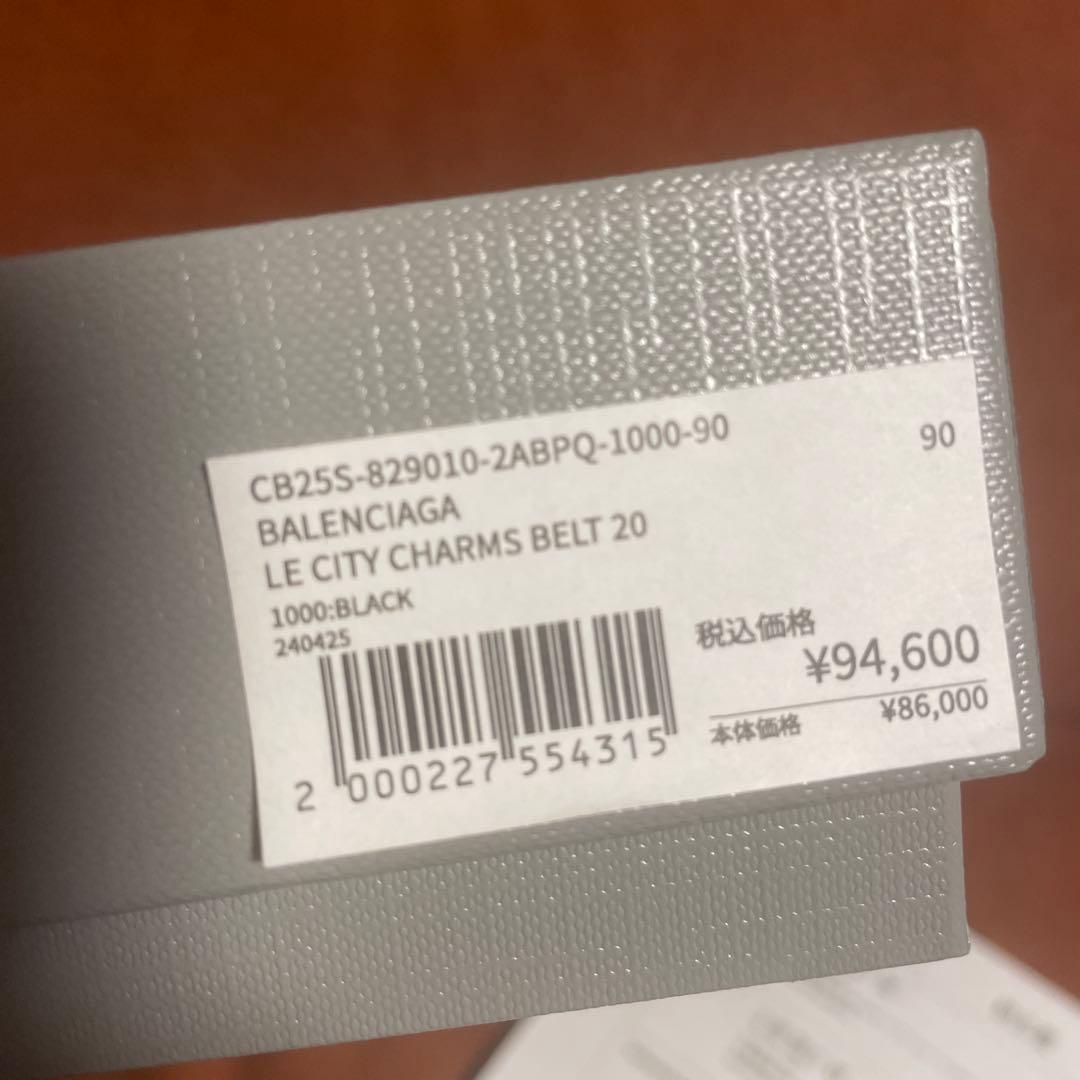 CB25S-829010-2ABPQ-1000-90
90
BALENCIAGA
LE CITY CHARMS BELT 20
1000:BLACK
240425
税込価格
¥94,600
本体価格
¥86,000
2 000227 554315